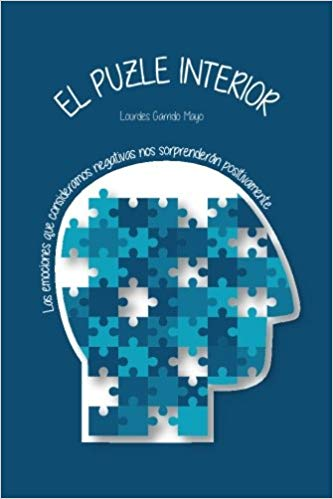 EL PUZLE INTERIOR
Lourdes Garrido Mayo
Las emociones que consideramos negativas nos sorprenderán positivamente